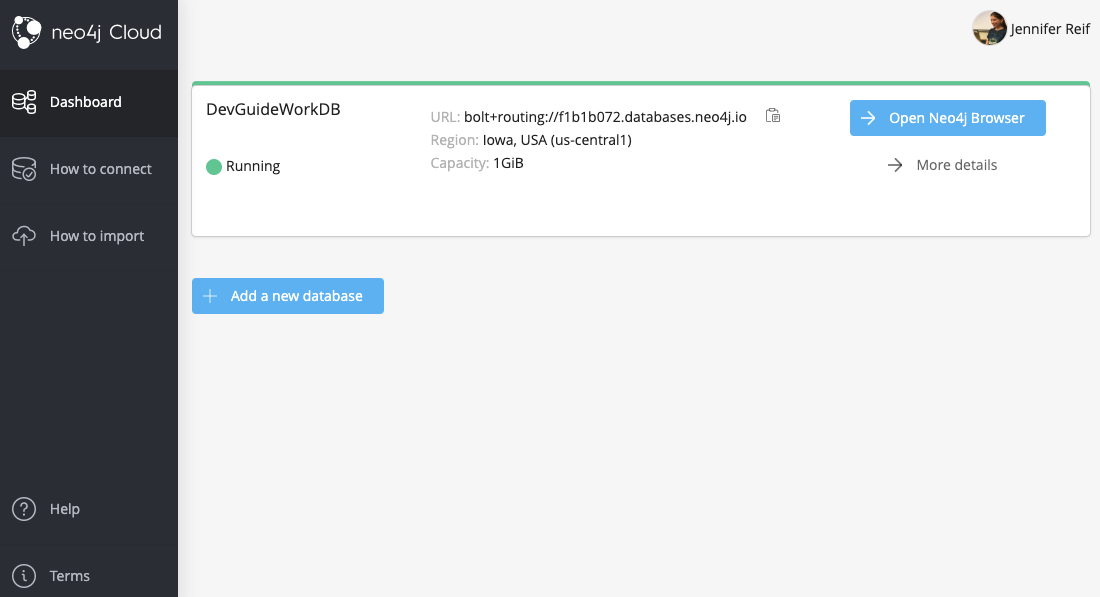 neo4j Cloud
Dashboard
How to connect
How to import
Help
Terms
Jennifer Reif
DevGuideWorkDB
Running
URL: bolt+routing://f1b1b072.databases.neo4j.io
Region: Iowa, USA (us-central1)
Capacity: 1GiB
Open Neo4j Browser
More details
Add a new database